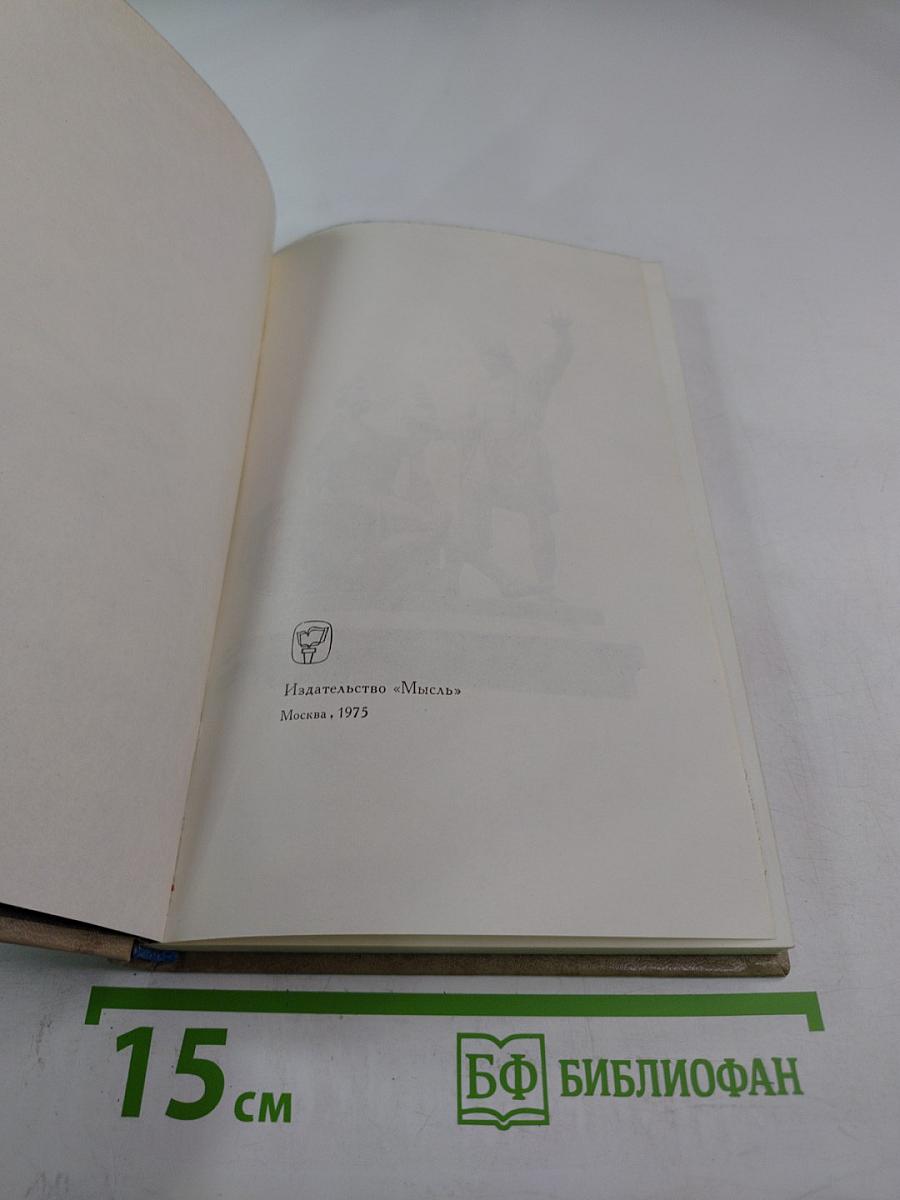 Издательство «Мысль»
Москва, 1975
15 см
БФ БИБЛИОФАН